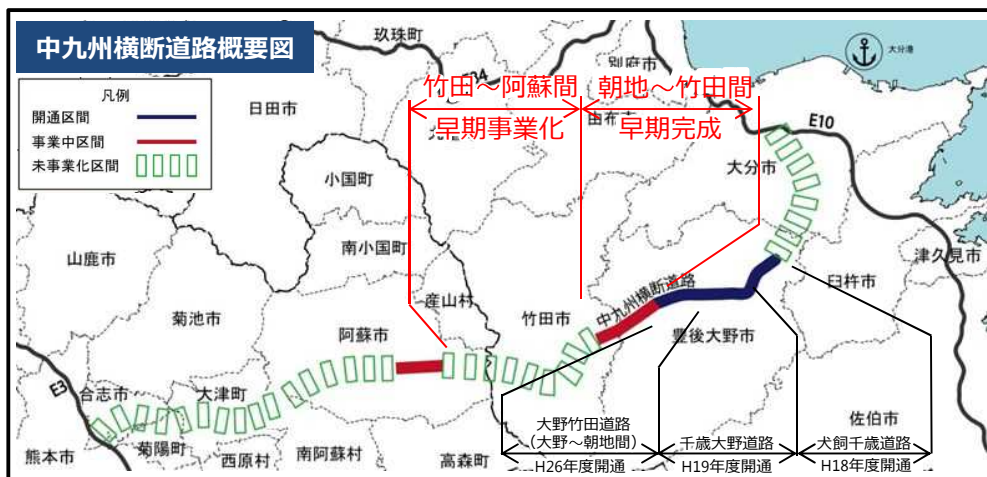 中九州横断道路概要図
凡例
開通区間
事業中区間
未事業化区間
玖珠町
E34
別府市
大分港
日田市
竹田～阿蘇間
早期事業化
朝地～竹田間
早期完成
由布市
E10
大分市
小国町
南小国町
山鹿市
産山村
菊池市
阿蘇市
竹田市
中九州横断道路
豊後大野市
臼杵市
津久見市
E3
合志市
大津町
菊陽町
熊本市
西原村
南阿蘇村
高森町
佐伯市
大野竹田道路
(大野～朝地間)
千歳大野道路
犬飼千歳道路
H26年度開通
H19年度開通
H18年度開通